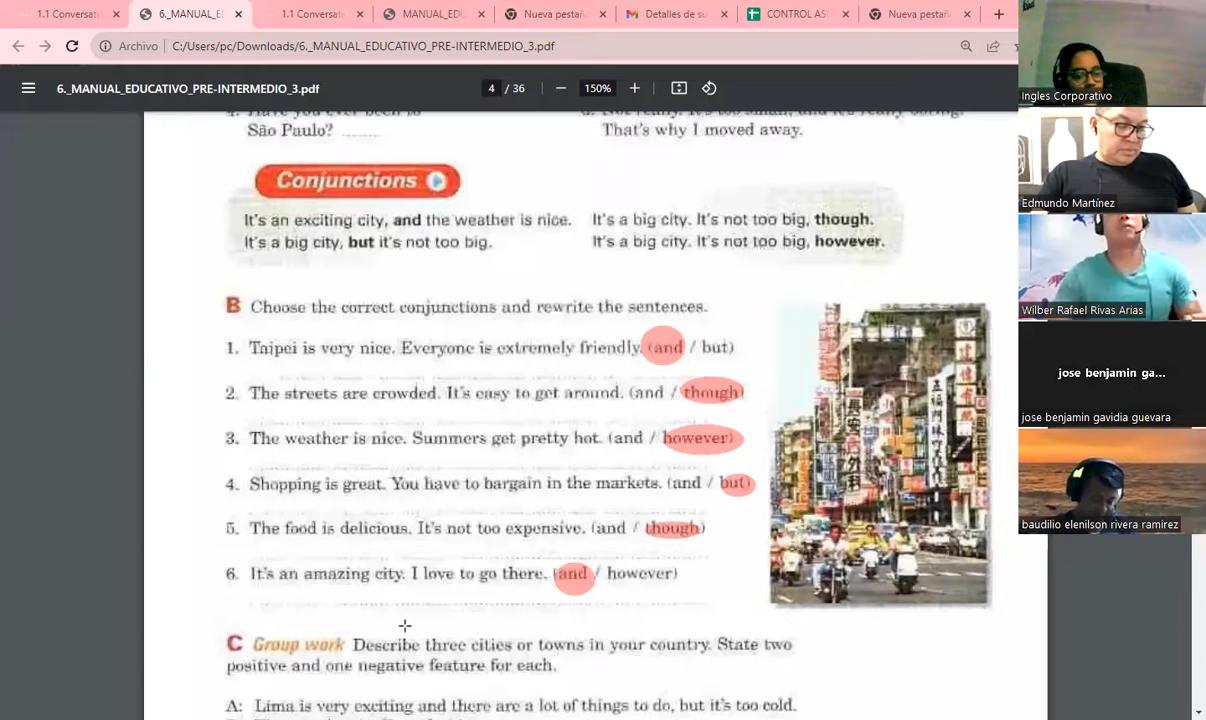 1.1 Conversat
6._MANUAL_E
1.1 Conversat
MANUAL_EDU
Nueva pestañ
Detalles de su
CONTROL AS
Nueva pestañ
Archivo
C:/Users/pc/Downloads/6._MANUAL_EDUCATIVO_PRE-INTERMEDIO_3.pdf
6._MANUAL_EDUCATIVO_PRE-INTERMEDIO_3.pdf
4 / 36
150%
São Paulo?
That's why I moved away.
Conjunctions
It's an exciting city, and the weather is nice.
It's a big city. It's not too big, though.
It's a big city, but it's not too big.
It's a big city. It's not too big, however.
B Choose the correct conjunctions and rewrite the sentences.
1. Taipei is very nice. Everyone is extremely friendly. (and / but)
2. The streets are crowded. It's easy to get around. (and / though)
3. The weather is nice. Summers get pretty hot. (and / however)
4. Shopping is great. You have to bargain in the markets. (and / but)
5. The food is delicious. It's not too expensive. (and / though)
6. It's an amazing city. I love to go there. (and / however)
C Group work Describe three cities or towns in your country. State two
positive and one negative feature for each.
A: Lima is very exciting and there are a lot of things to do, but it's too cold.
Ingles Corporativo
Edmundo Martínez
Wilber Rafael Rivas Arias
jose benjamin ga...
jose benjamin gavidia guevara
baudilio elenilson rivera ramirez